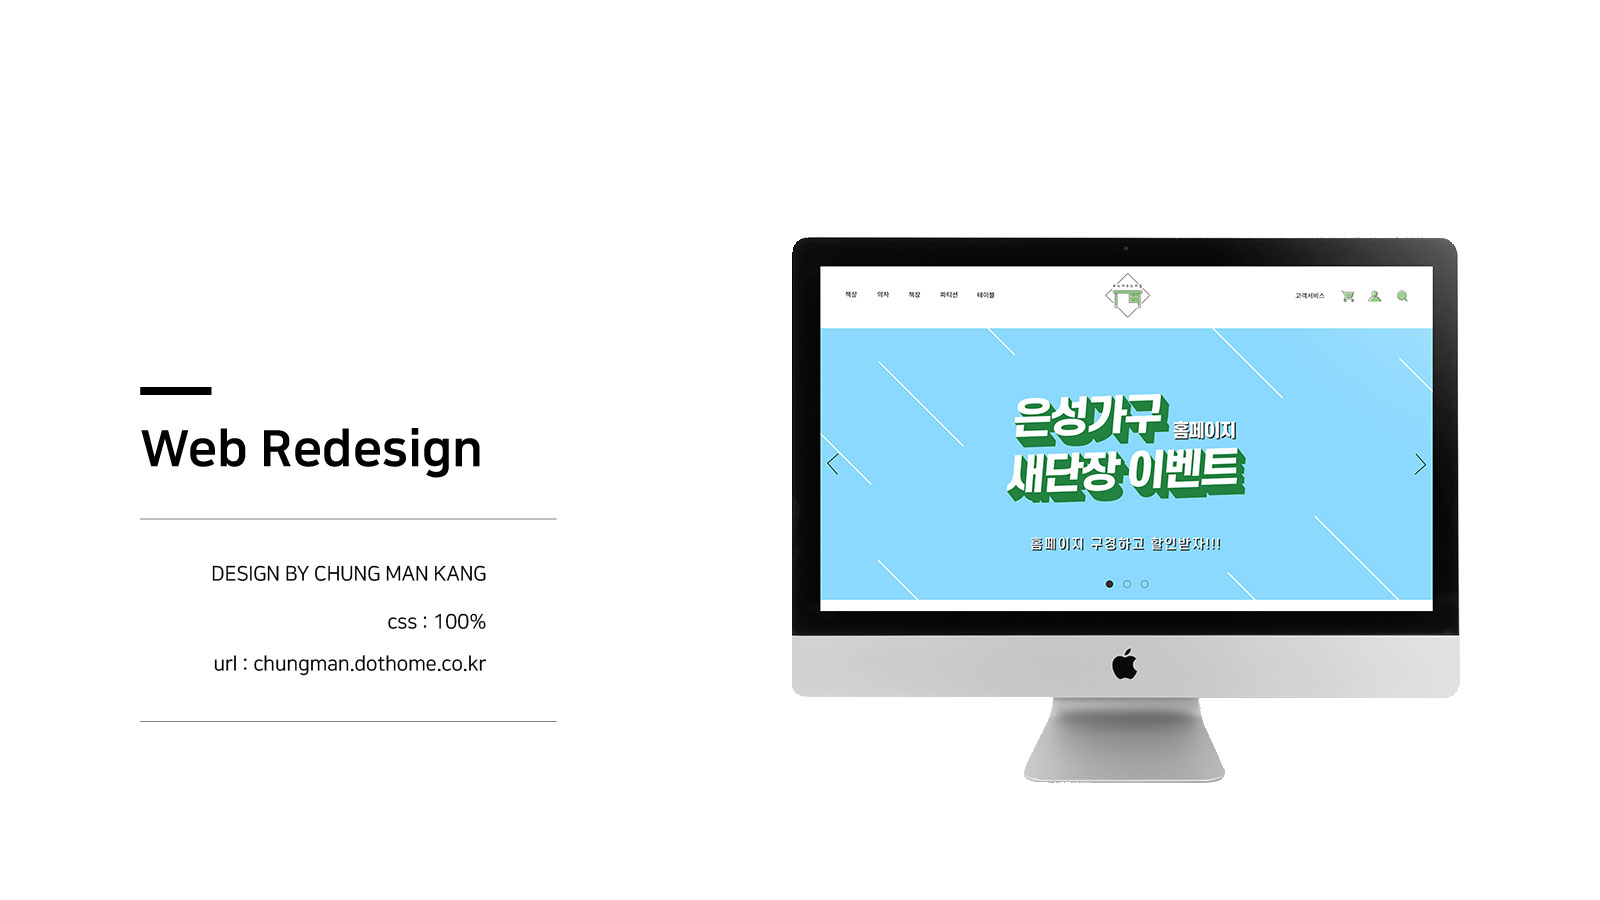 Web Redesign
DESIGN BY CHUNG MAN KANG
css : 100%
url : chungman.dothome.co.kr
책상 의자 책장 파티션 테이블
eunsung
고객서비스
은성가구 홈페이지
새단장 이벤트
홈페이지 구경하고 할인받자!!!